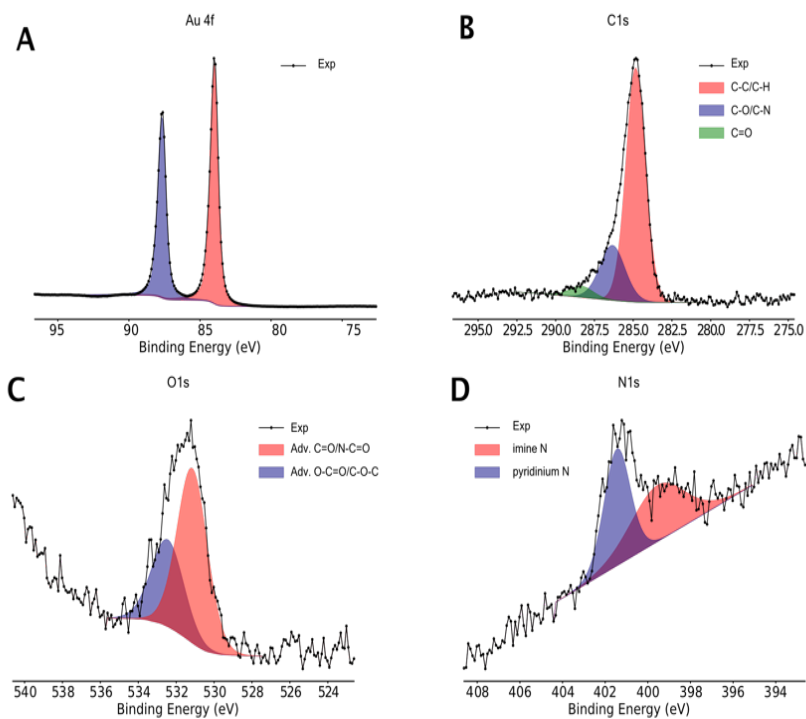 A
Au 4f
Exp
95 90 85 80 75
Binding Energy (eV)
B
C1s
Exp
C-C/C-H
C-O/C-N
C=O
295.0 292.5 290.0 287.5 285.0 282.5 280.0 277.5 275.0
Binding Energy (eV)
C
O1s
Exp
Adv. C=O/N-C=O
Adv. O-C=O/C-O-C
540 538 536 534 532 531 528 526 524
Binding Energy (eV)
D
N1s
Exp
imine N
pyridinium N
408 406 404 402 400 398 396 394
Binding Energy (eV)